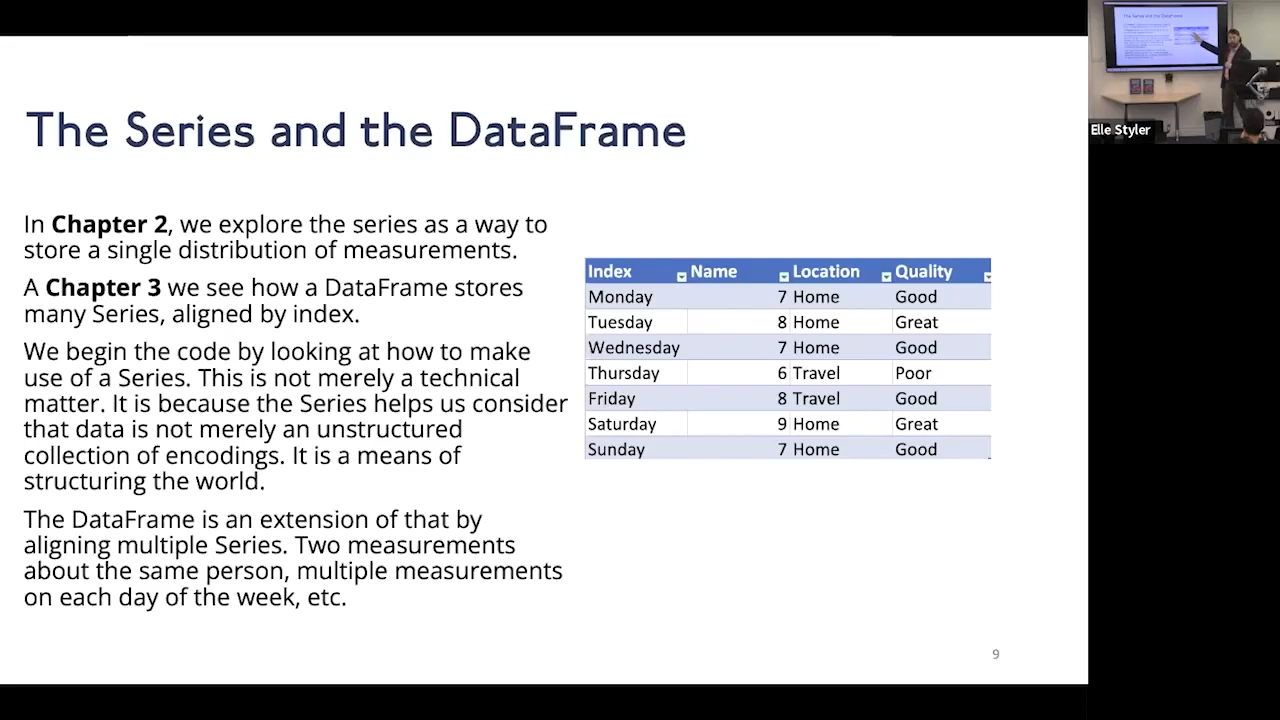 The Series and the DataFrame
In Chapter 2, we explore the series as a way to
store a single distribution of measurements.
A Chapter 3 we see how a DataFrame stores
many Series, aligned by index.
We begin the code by looking at how to make
use of a Series. This is not merely a technical
matter. It is because the Series helps us consider
that data is not merely an unstructured
collection of encodings. It is a means of
structuring the world.
The DataFrame is an extension of that by
aligning multiple Series. Two measurements
about the same person, multiple measurements
on each day of the week, etc.
Index Name Location Quality
Monday 7 Home Good
Tuesday 8 Home Great
Wednesday 7 Home Good
Thursday 6 Travel Poor
Friday 8 Travel Good
Saturday 9 Home Great
Sunday 7 Home Good
9
The Series and the DataFrame
Elle Styler